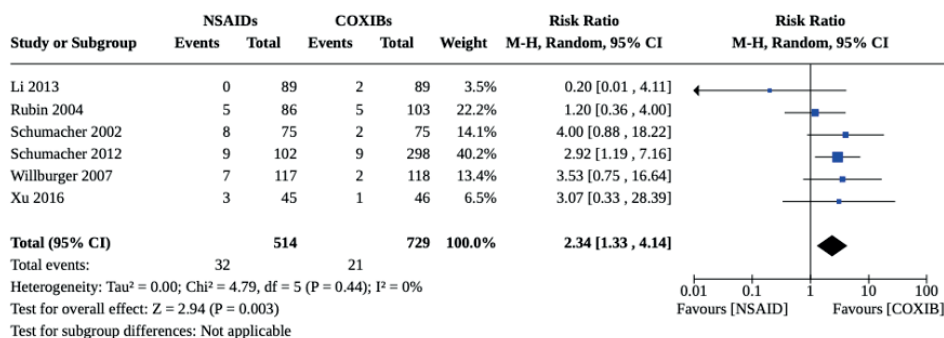 NSAIDs COXIBs Risk Ratio Risk Ratio
Study or Subgroup Events Total Events Total Weight M-H, Random, 95% CI M-H, Random, 95% CI
Li 2013 0 89 2 89 3.5% 0.20 [0.01 , 4.11]
Rubin 2004 5 86 5 103 22.2% 1.20 [0.36 , 4.00]
Schumacher 2002 8 75 2 75 14.1% 4.00 [0.88 , 18.22]
Schumacher 2012 9 102 9 298 40.2% 2.92 [1.19 , 7.16]
Willburger 2007 7 117 2 118 13.4% 3.53 [0.75 , 16.64]
Xu 2016 3 45 1 46 6.5% 3.07 [0.33 , 28.39]
Total (95% CI) 514 729 100.0% 2.34 [1.33 , 4.14]
Total events: 32 21
Heterogeneity: Tau² = 0.00; Chi² = 4.79, df = 5 (P = 0.44); I² = 0%
0.01 0.1 1 10 100
Test for overall effect: Z = 2.94 (P = 0.003)
Favours [NSAID] Favours [COXIB]
Test for subgroup differences: Not applicable